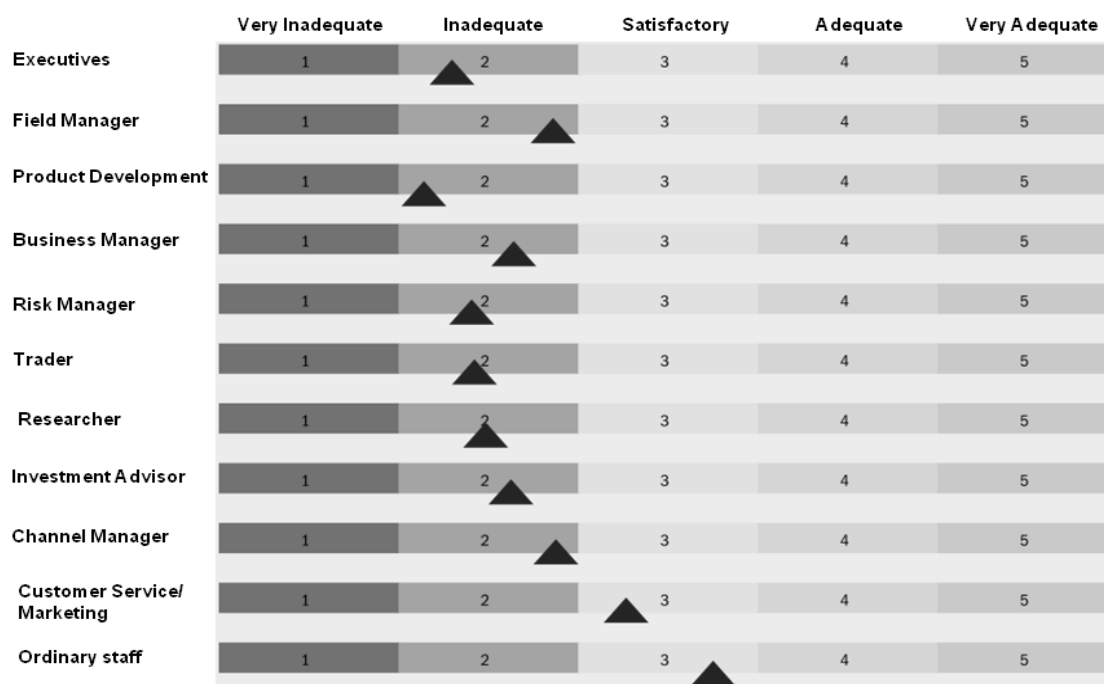 Very Inadequate Inadequate Satisfactory Adequate Very Adequate
Executives 1 2 3 4 5
Field Manager 1 2 3 4 5
Product Development 1 2 3 4 5
Business Manager 1 2 3 4 5
Risk Manager 1 2 3 4 5
Trader 1 2 3 4 5
Researcher 1 2 3 4 5
Investment Advisor 1 2 3 4 5
Channel Manager 1 2 3 4 5
Customer Service/
Marketing 1 2 3 4 5
Ordinary staff 1 2 3 4 5